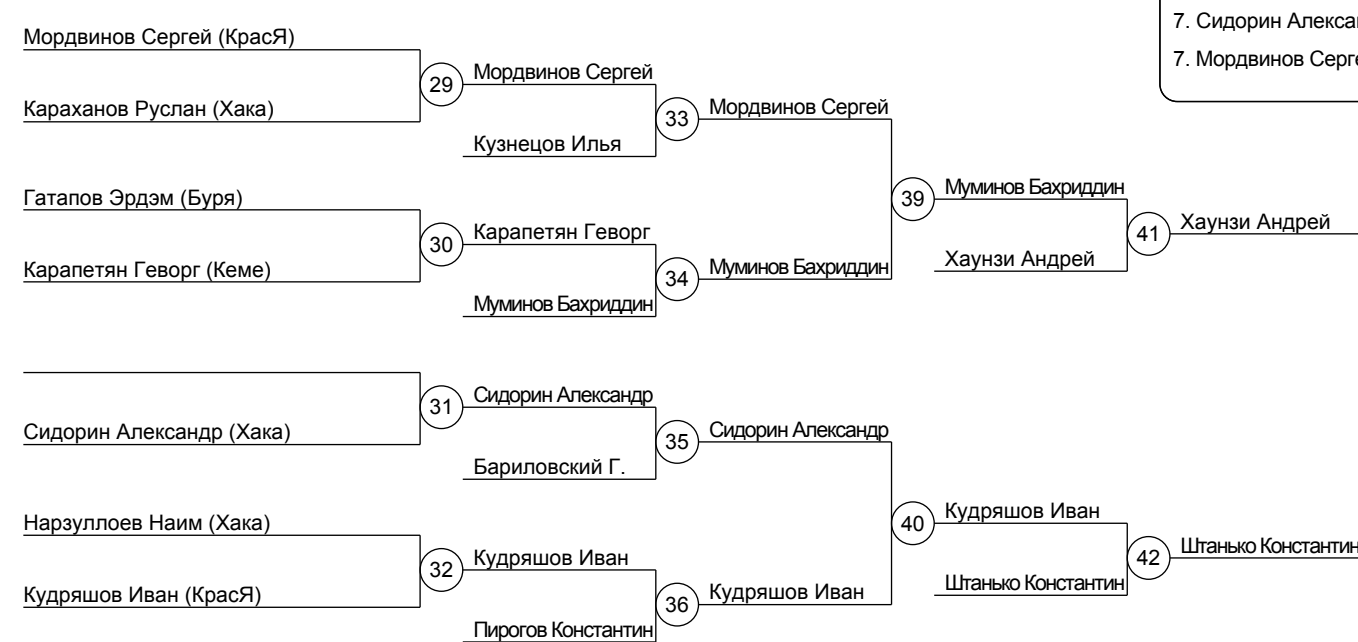 7. Сидорин
Мордвинов Сергей (КрасЯ)
7. Мордвинов
29
Мордвинов Сергей
Караханов Руслан (Хака)
33
Мордвинов Сергей
Кузнецов Илья
Гатапов Эрдэм (Буря)
39
Муминов Бахриддин
30
Карапетян Геворг
41
Хаунзи Андрей
Карапетян Геворг (Кеме)
34
Муминов Бахриддин
Хаунзи Андрей
Муминов Бахриддин
31
Сидорин Александр
Сидорин Александр (Хака)
35
Сидорин Александр
Бариловский Г.
Нарзуллоев Наим (Хака)
40
Кудряшов Иван
32
Кудряшов Иван
42
Штанько Константин
Кудряшов Иван (КрасЯ)
36
Кудряшов Иван
Штанько Константин
Пирогов Константин